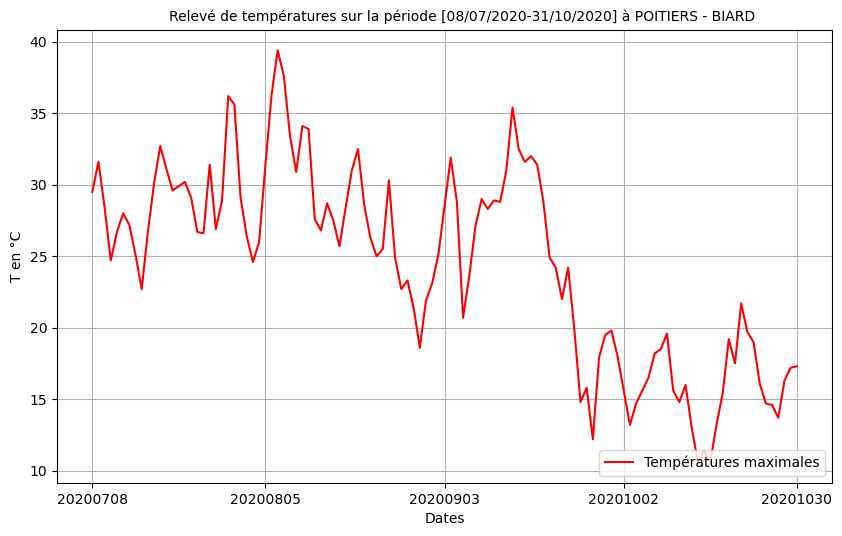 Relevé de températures sur la période [08/07/2020-31/10/2020] à POITIERS - BIARD
40
35
30
25
20
15
10
T en °C
Températures maximales
20200708 20200805 20200903 20201002 20201030
Dates